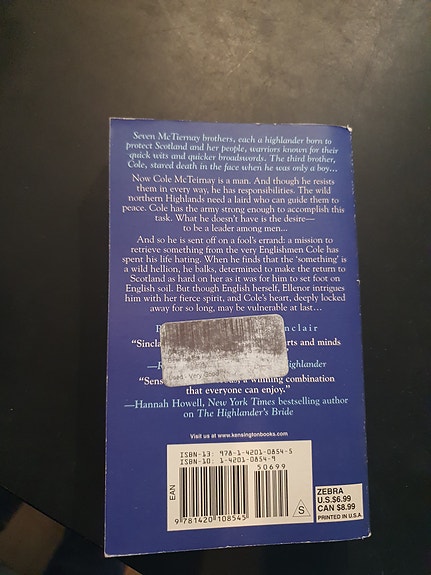 Seven McTiernay brothers, each a highlander born to
protect Scotland and her people, warriors known for their
quick wits and quicker broadswords. The third brother,
Cole, stared death in the face when he was only a boy…
Now Cole McTeirnay is a man. And though he resists
them in every way, he has responsibilities. The wild
northern Highlands need a laird who can guide them to
peace. Cole has the army strong enough to accomplish this
task. What he doesn't have is the desire—
to be a leader among men...
And so he is sent off on a fool's errand: a mission to
retrieve something from the very Englishmen Cole has
spent his life hating. When he finds that the 'something' is
a wild hellion, he balks, determined to make the return to
Scotland as hard on her as it was for him to set foot on
English soil. But though English herself, Ellenor intrigues
him with her fierce spirit, and Cole's heart, deeply locked
away for so long, may be vulnerable at last…
"Sincla
and minds
Used Very Good
"Sens
a winning combination
that everyone can enjoy."
—Hannah Howell, New York Times bestselling author
on The Highlander's Bride
Visit us at www.kensingtonbooks.com
ISBN-13: 978-1-4201-0854-5
ISBN-10: 1-4201-0854-9
50699
EAN
9 781420 108545
S
ZEBRA
U.S.$6.99
CAN $8.99
PRINTED IN U.S.A.